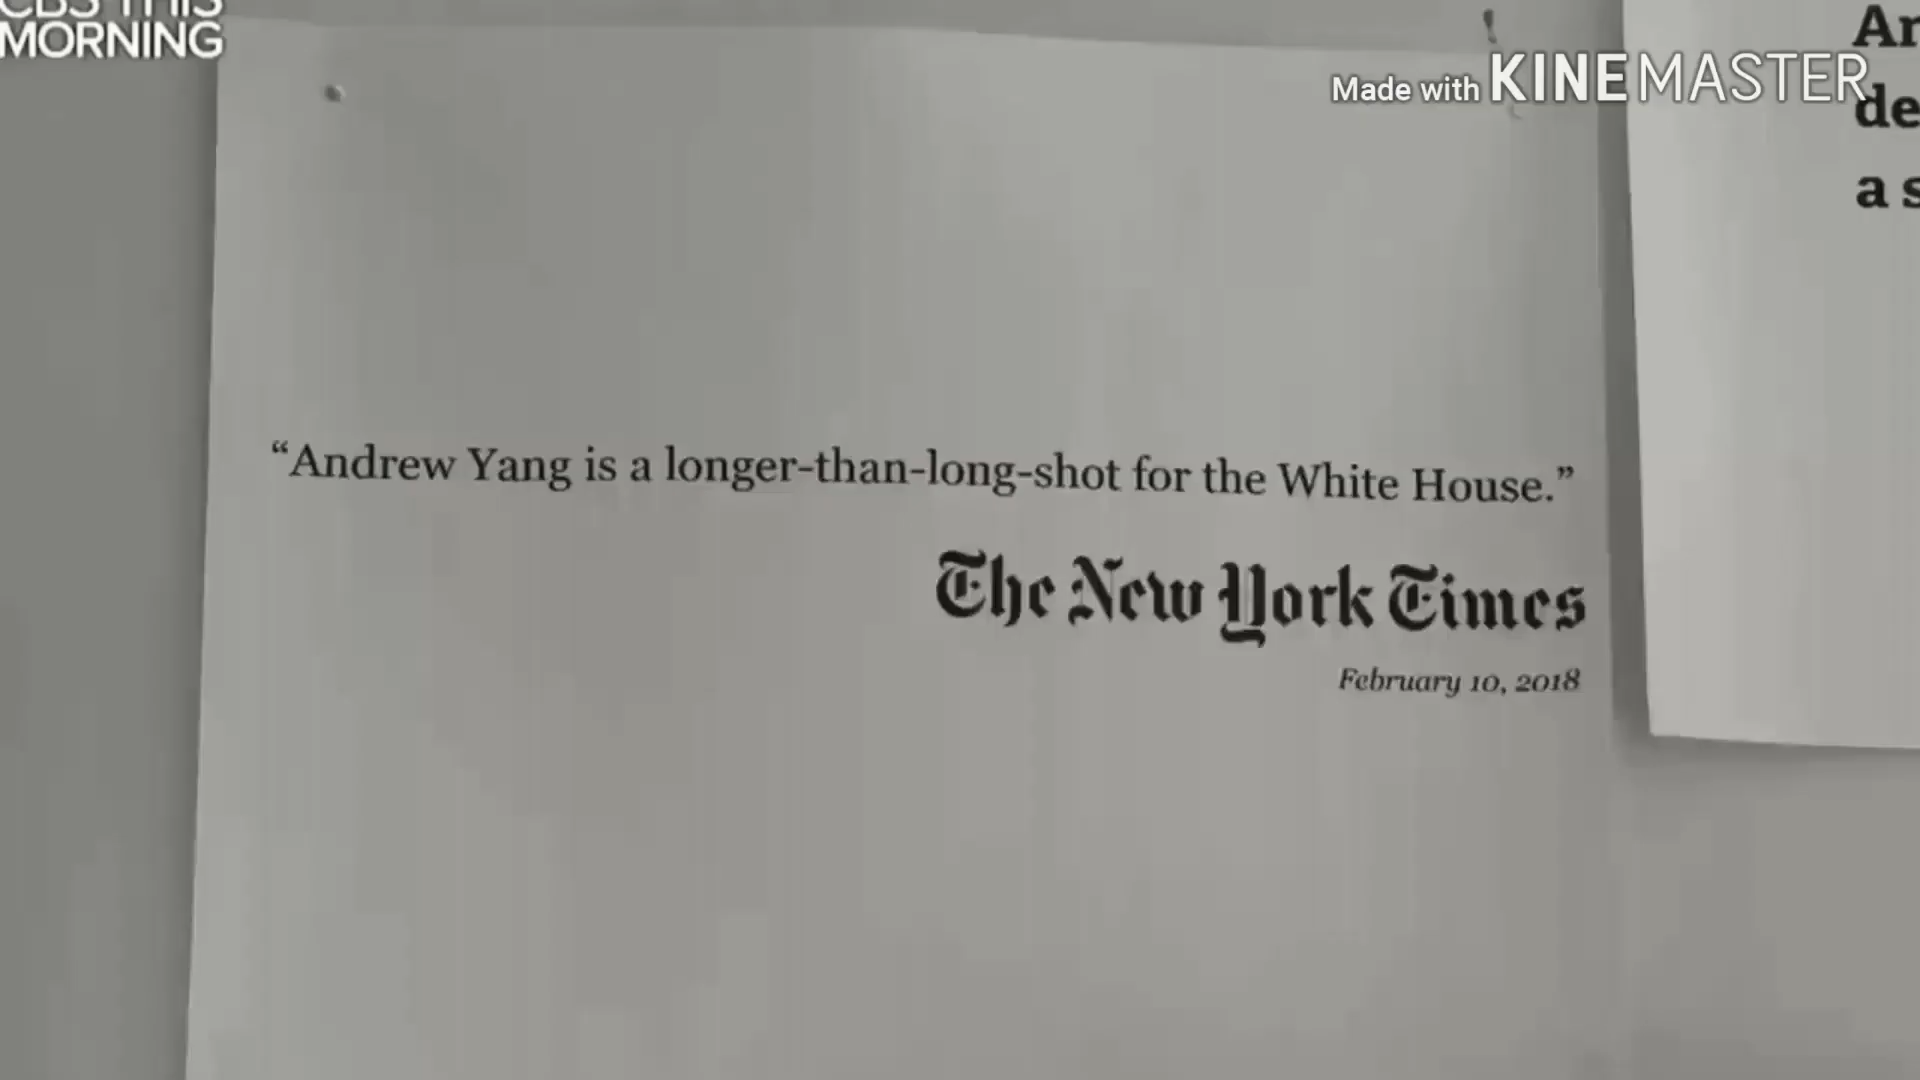 CBS THIS
MORNING
Made with KINEMASTER
“Andrew Yang is a longer-than-long-shot for the White House.”
The New York Times
February 10, 2018
a